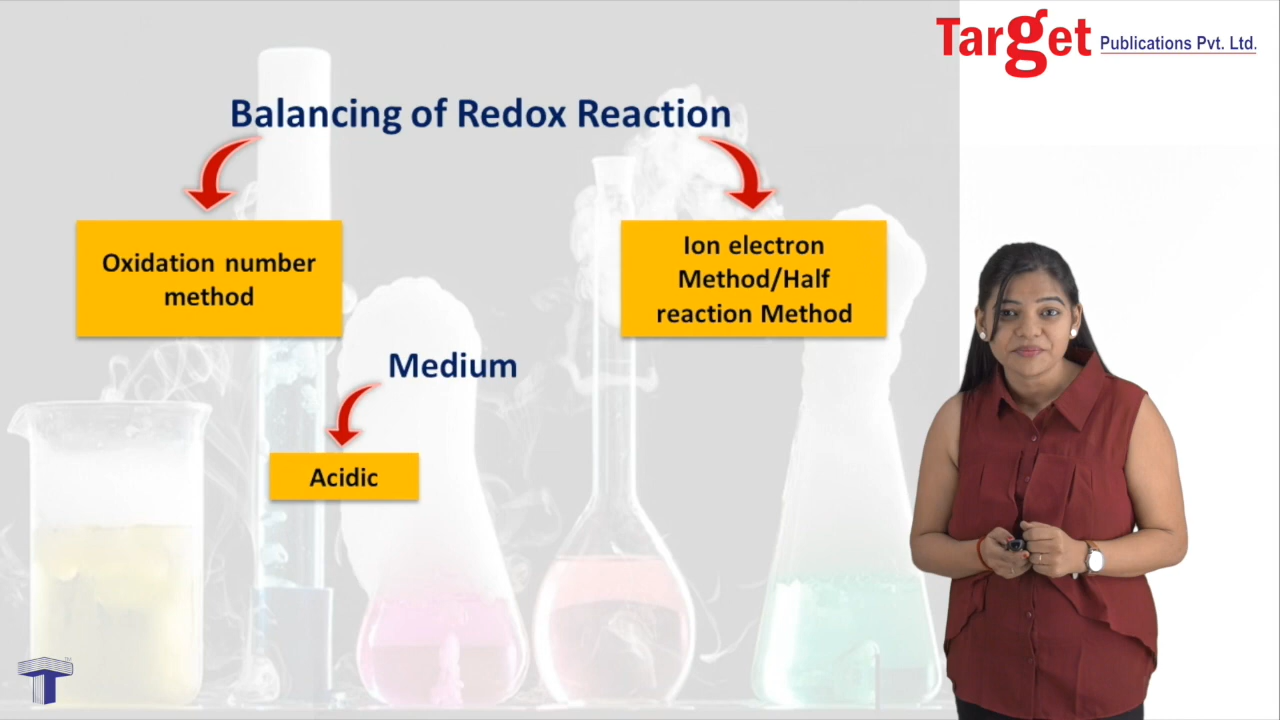 Target Publications Pvt. Ltd.
Balancing of Redox Reaction
Oxidation number
method
Ion electron
Method/Half
reaction Method
Medium
Acidic